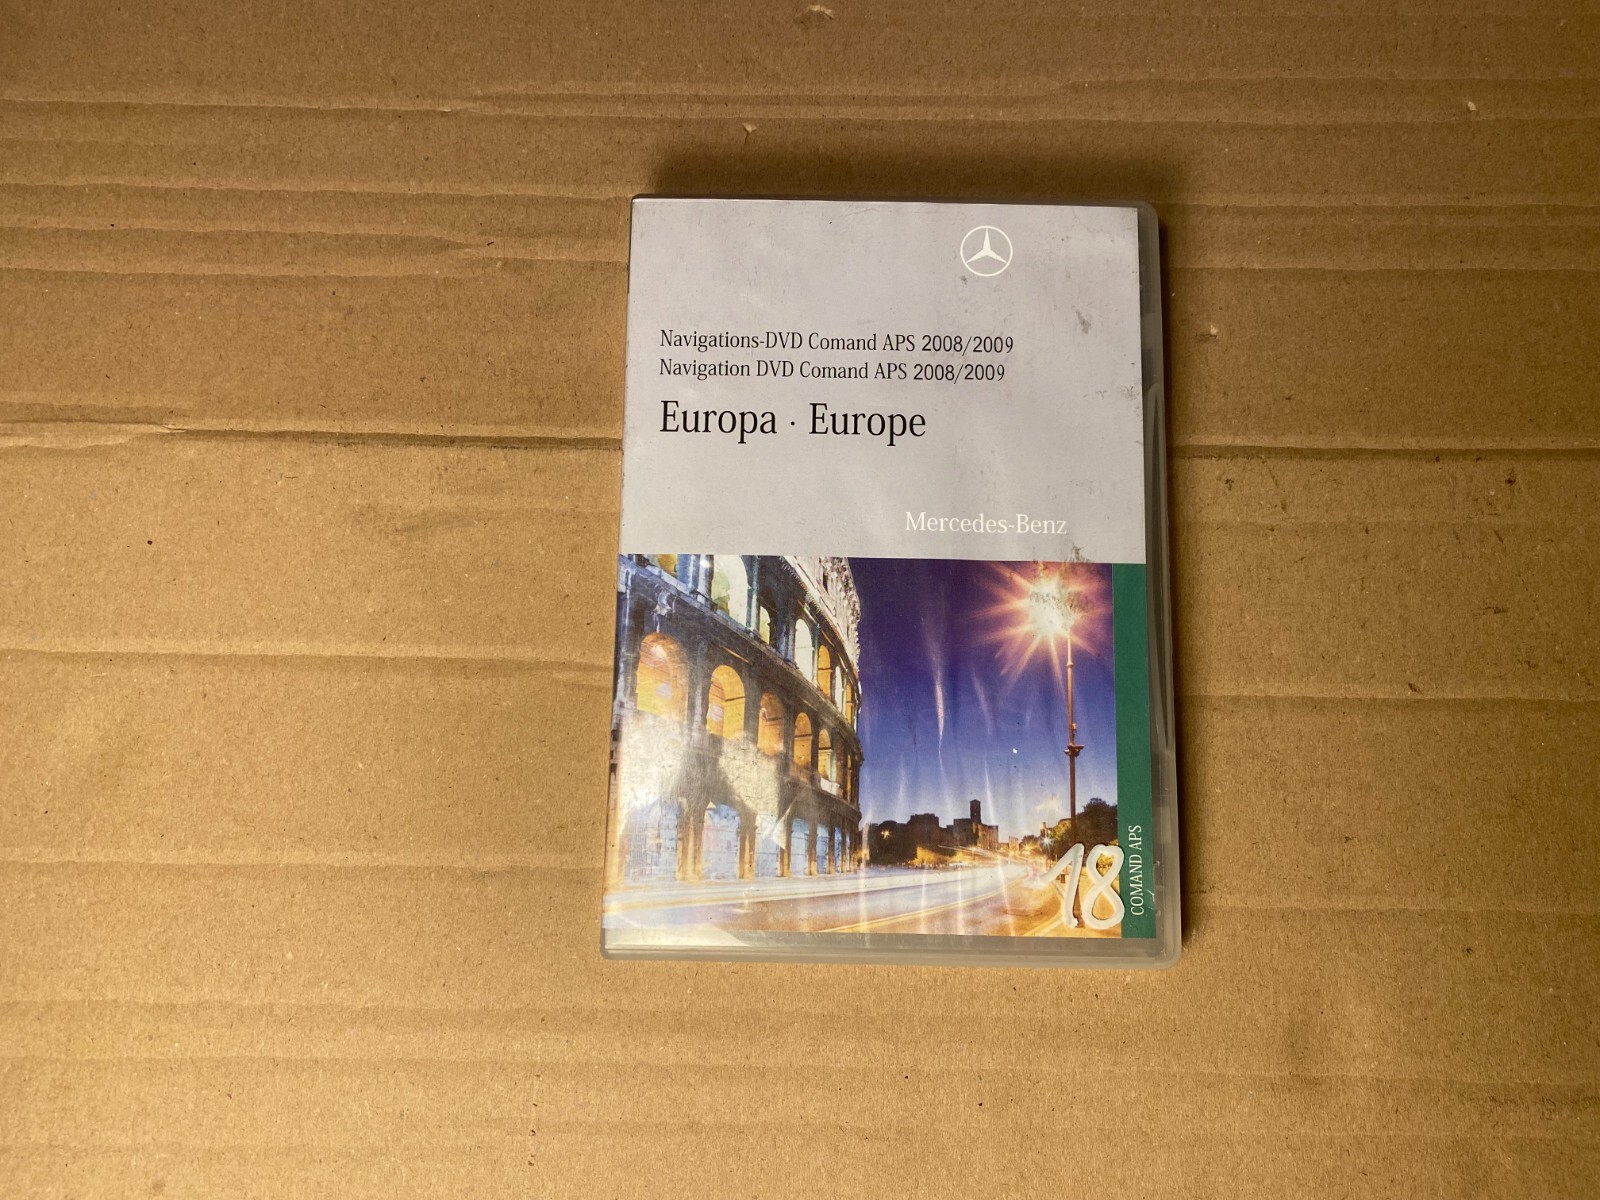 Navigations-DVD Comand APS 2008/2009
Navigation DVD Comand APS 2008/2009
Europa · Europe
Mercedes-Benz
COMAND APS
18